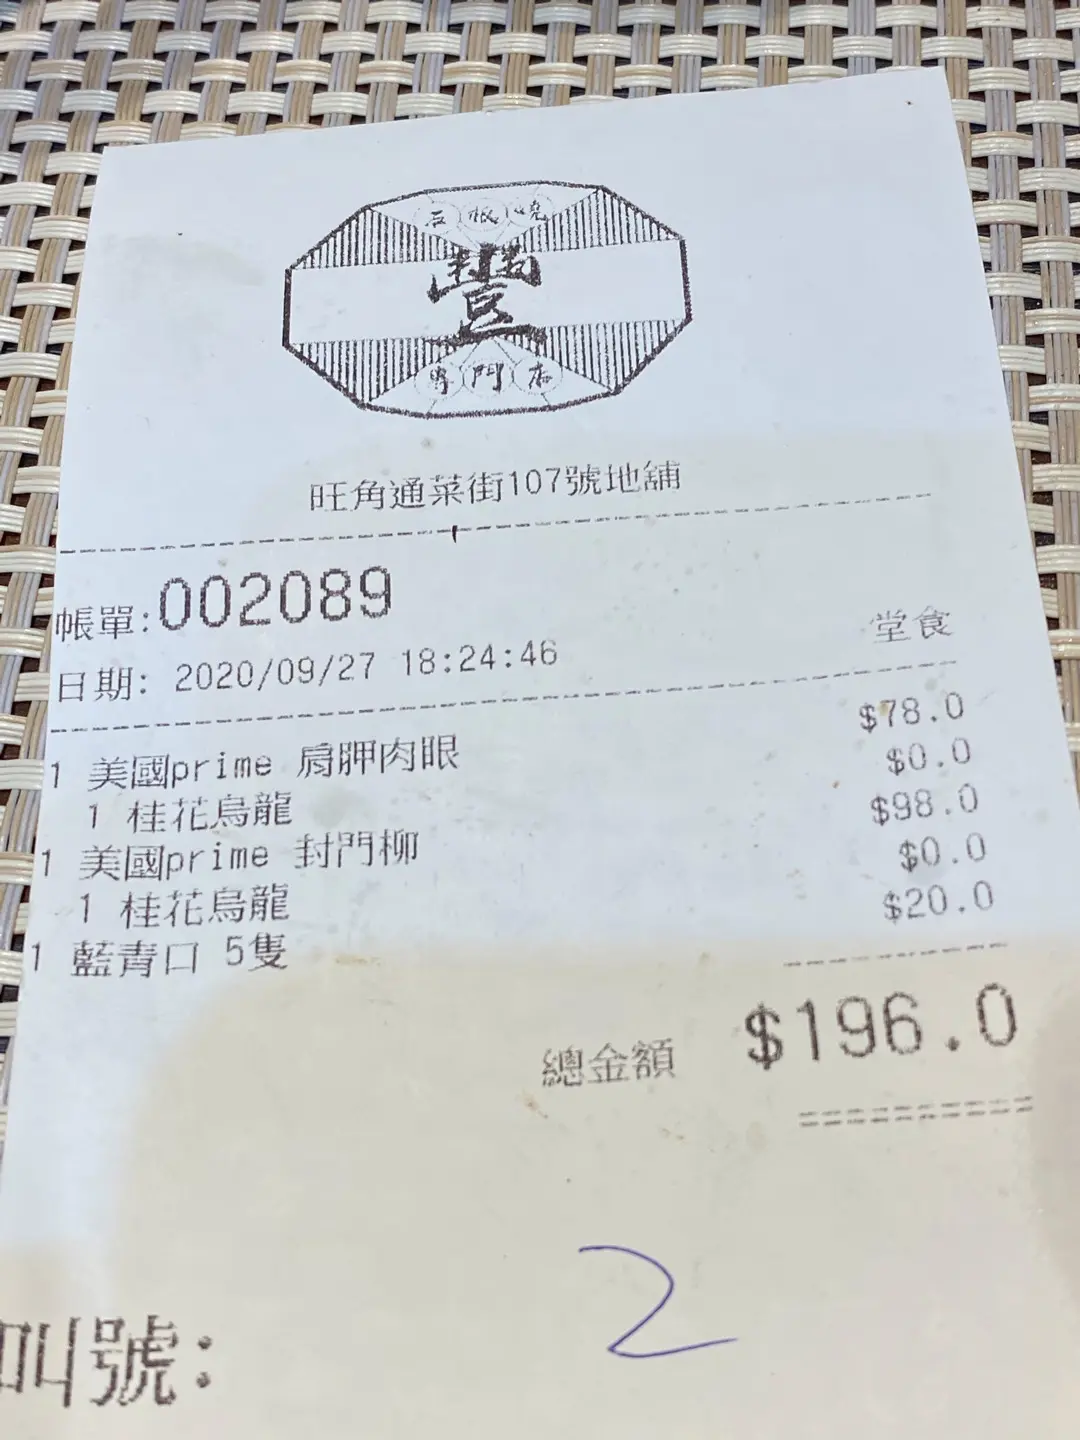 石板燒
豐
專門店
旺角通菜街107號地舖
帳單:002089
堂食
日期: 2020/09/27 18:24:46
1 美國prime 肩胛肉眼 $78.0
1 桂花烏龍 $0.0
1 美國prime 封門柳 $98.0
1 桂花烏龍 $0.0
1 藍青口 5隻 $20.0
總金額 $196.0
2
叫號: